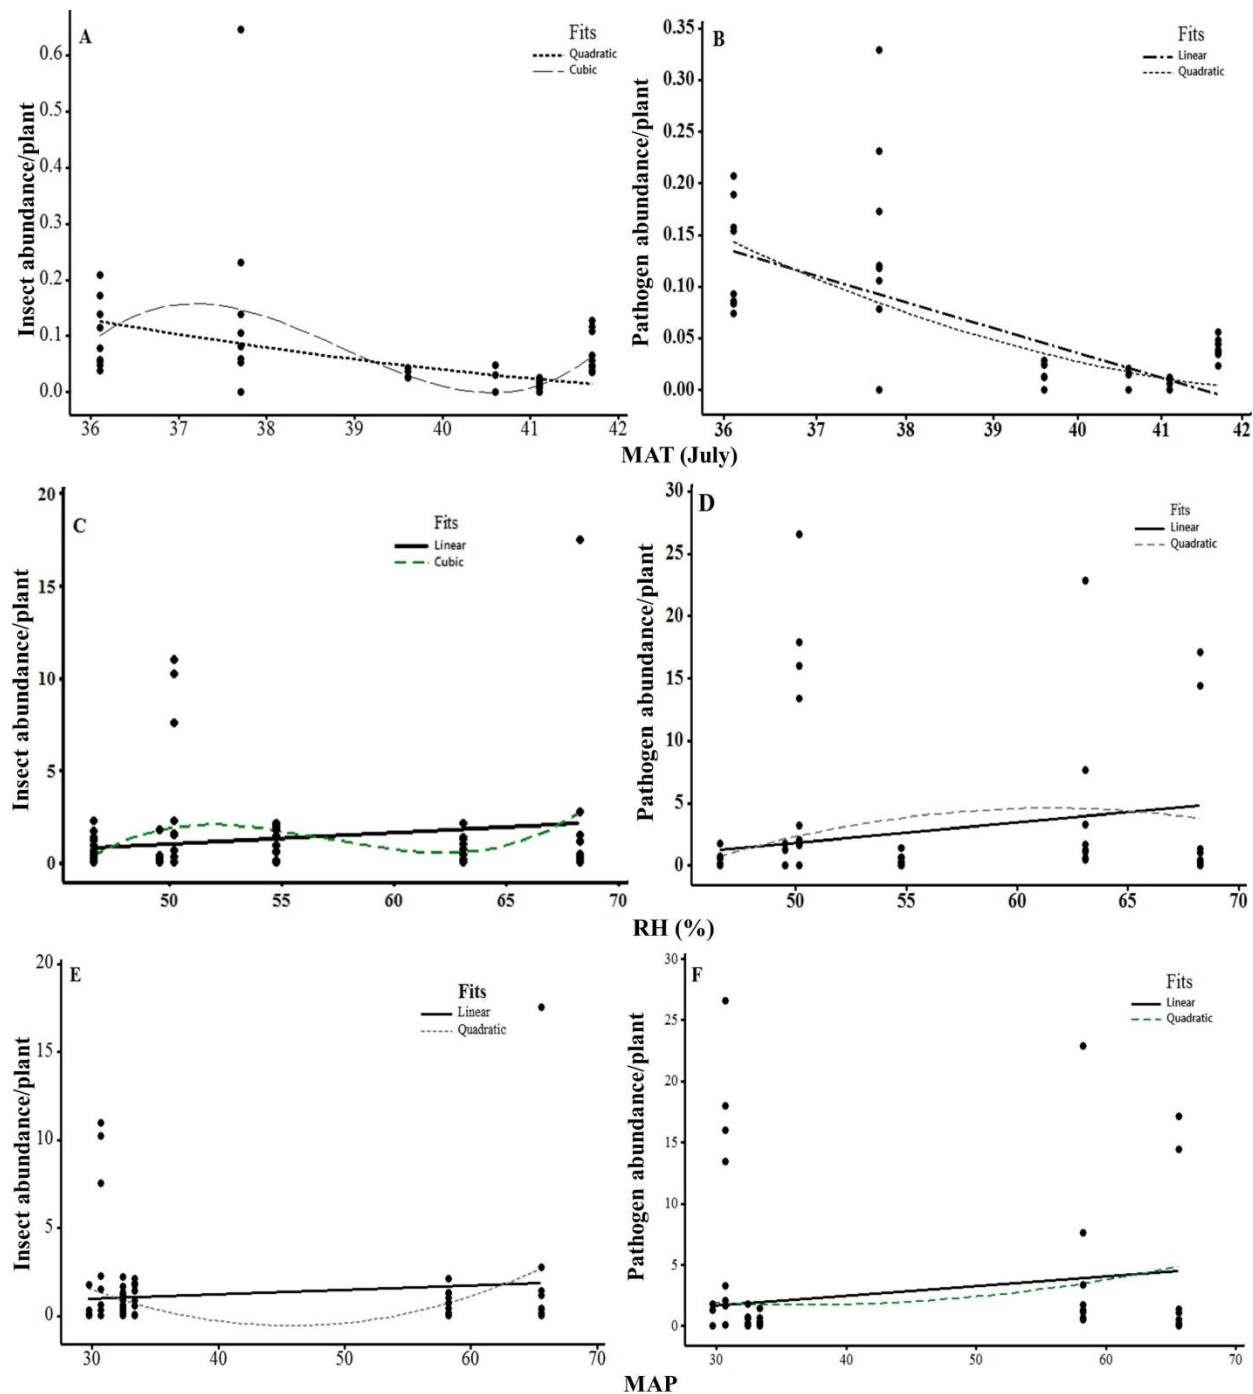 A
Fits
Quadratic
Cubic
Insect abundance/plant
0.6
0.5
0.4
0.3
0.2
0.1
0.0
36 37 38 39 40 41 42
B
Fits
Linear
Quadratic
Pathogen abundance/plant
0.35
0.30
0.25
0.20
0.15
0.10
0.05
0.00
36 37 38 39 40 41 42
MAT (July)
C
Fits
Linear
Cubic
Insect abundance/plant
20
15
10
5
0
50 55 60 65 70
D
Fits
Linear
Quadratic
Pathogen abundance/plant
30
25
20
15
10
5
0
50 55 60 65 70
RH (%)
E
Fits
Linear
Quadratic
Insect abundance/plant
20
15
10
5
0
30 40 50 60 70
F
Fits
Linear
Quadratic
Pathogen abundance/plant
30
25
20
15
10
5
0
30 40 50 60 70
MAP